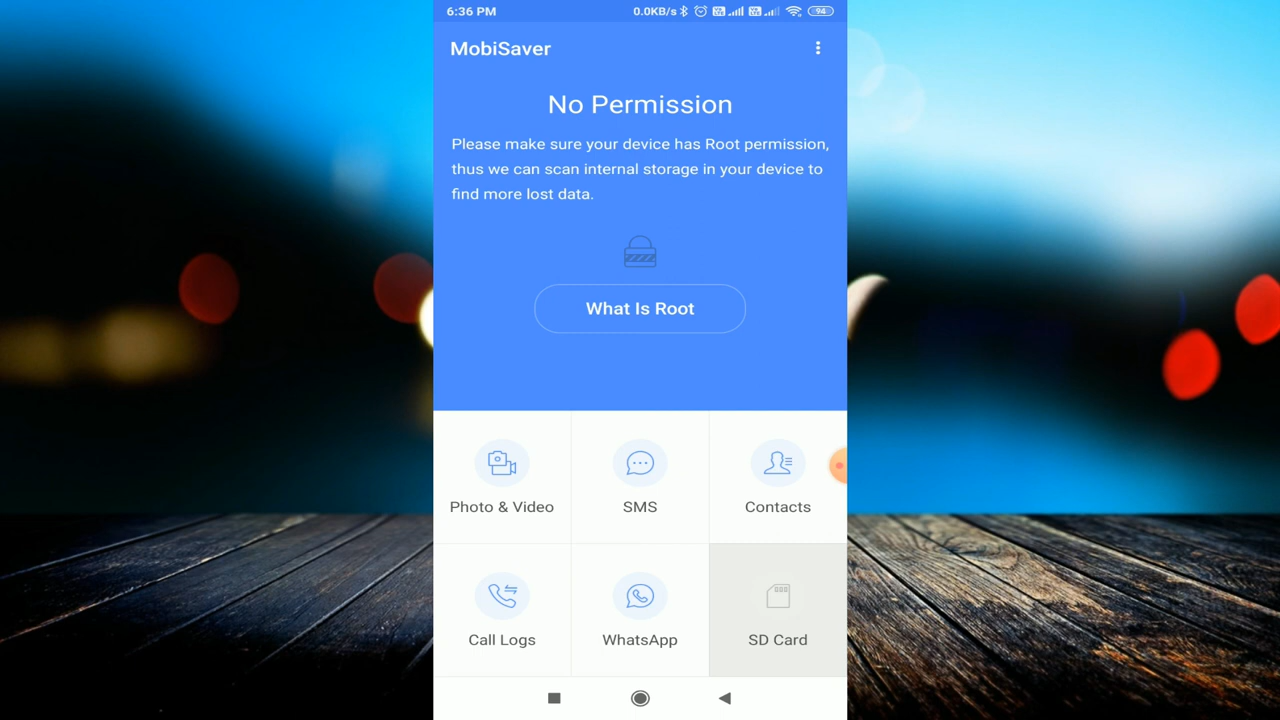 6:36 PM 0.0KB/s 94
MobiSaver
No Permission
Please make sure your device has Root permission,
thus we can scan internal storage in your device to
find more lost data.
What Is Root
Photo & Video SMS Contacts
Call Logs WhatsApp SD Card